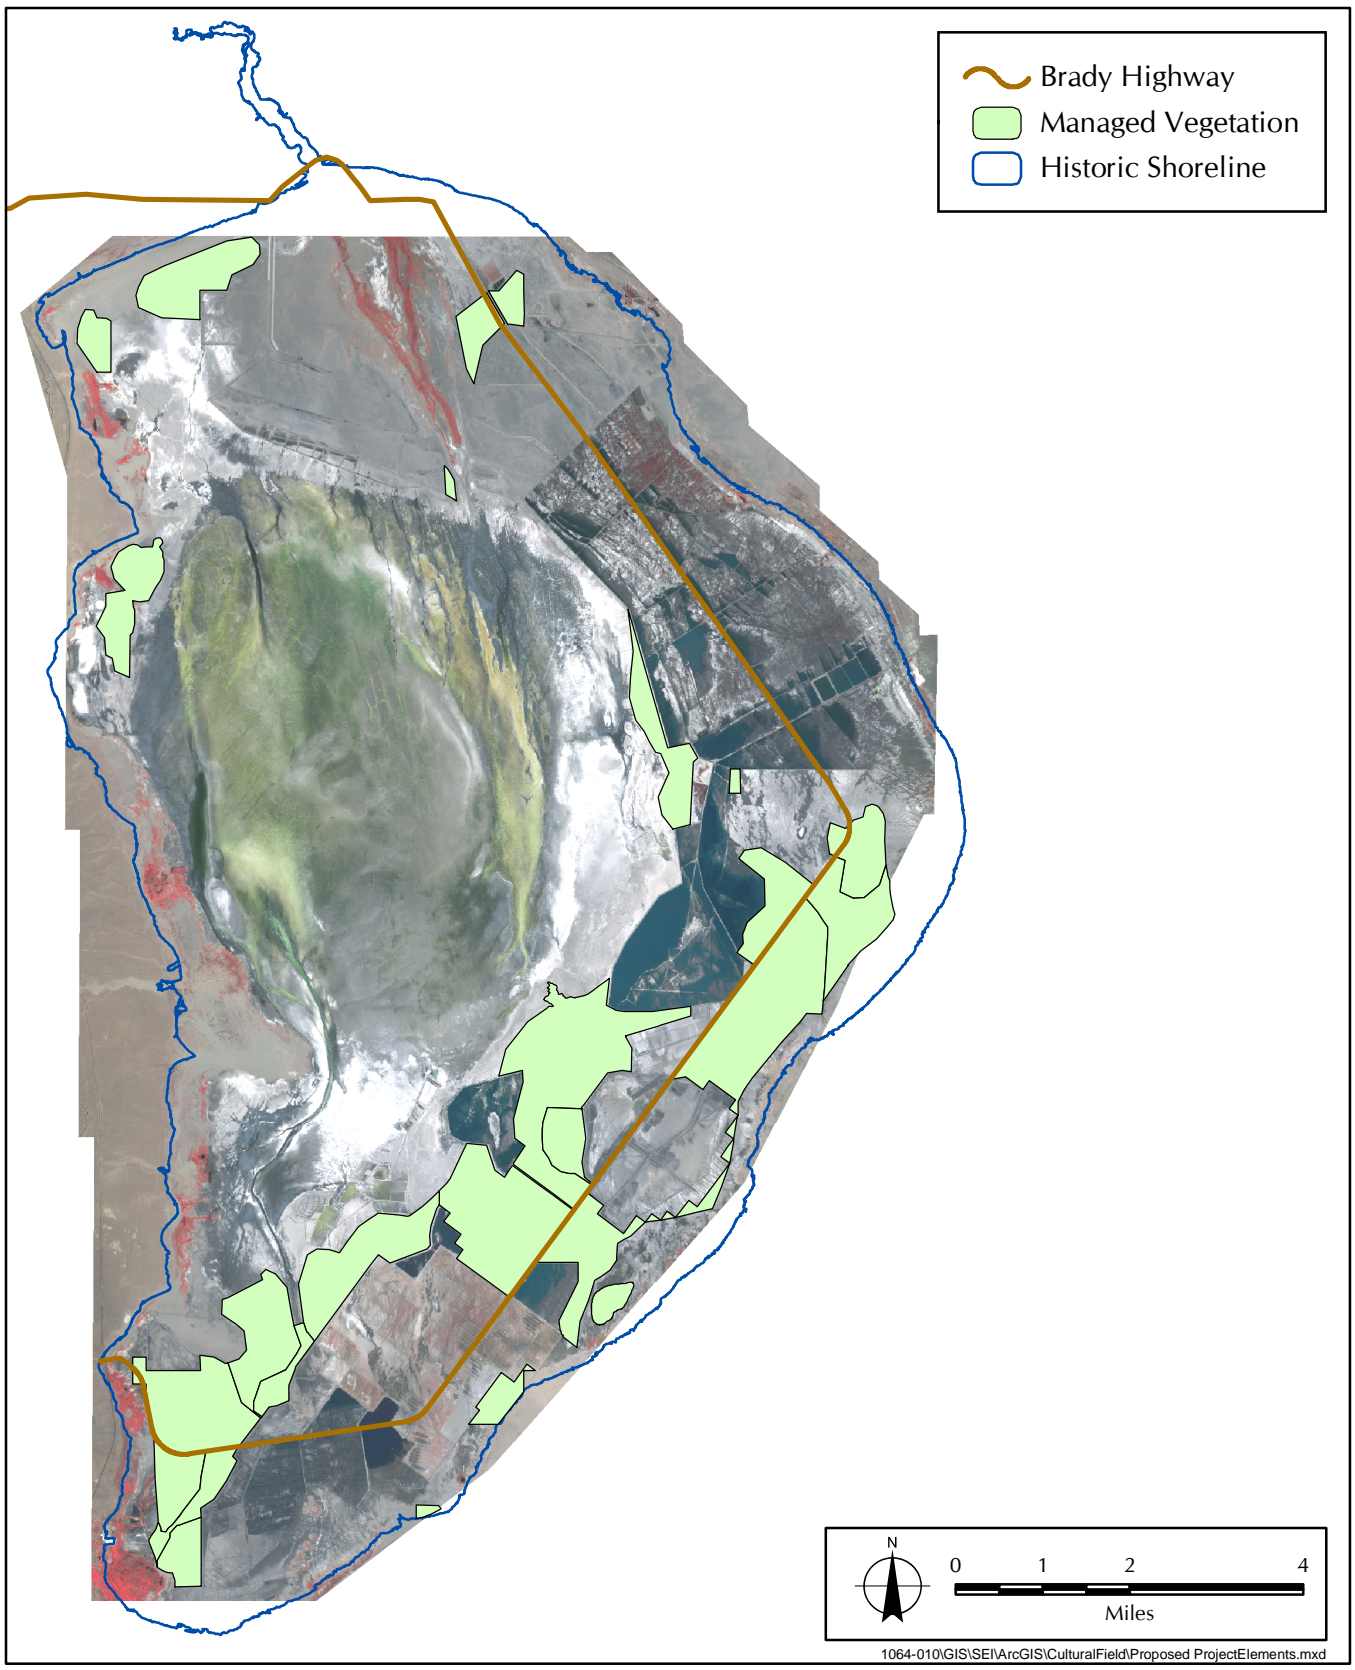 Brady Highway
Managed Vegetation
Historic Shoreline
N
0 1 2 4
Miles
1064-010\GIS\SEI\ArcGIS\CulturalField\Proposed ProjectElements.mxd